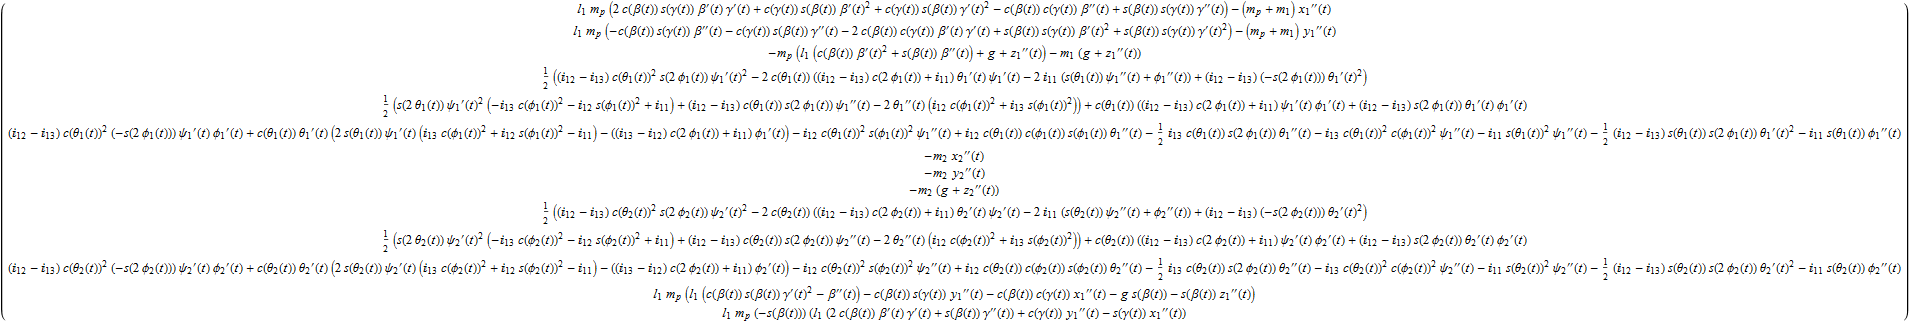 l₁ mₚ (2 c(β(t)) s(γ(t)) β′(t) γ′(t) + c(γ(t)) s(β(t)) β′(t)² + c(γ(t)) s(β(t)) γ′(t)² − c(β(t)) c(γ(t)) β″(t) + s(β(t)) s(γ(t)) γ″(t)) − (mₚ + m₁) x₁″(t)
l₁ mₚ (−c(β(t)) s(γ(t)) β″(t) − c(γ(t)) s(β(t)) γ″(t) − 2 c(β(t)) c(γ(t)) β′(t) γ′(t) + s(β(t)) s(γ(t)) β′(t)² + s(β(t)) s(γ(t)) γ′(t)²) − (mₚ + m₁) y₁″(t)
−mₚ (l₁ (c(β(t)) β′(t)² + s(β(t)) β″(t)) + g + z₁″(t)) − m₁ (g + z₁″(t))
½ ((i₁₂ − i₁₃) c(θ₁(t))² s(2 ϕ₁(t)) ψ₁′(t)² − 2 c(θ₁(t)) ((i₁₂ − i₁₃) c(2 ϕ₁(t)) + i₁₁) θ₁′(t) ψ₁′(t) − 2 i₁₁ (s(θ₁(t)) ψ₁″(t) + ϕ₁″(t)) + (i₁₂ − i₁₃) (−s(2 ϕ₁(t))) θ₁′(t)²)
½ (s(2 θ₁(t)) ψ₁′(t)² (−i₁₃ c(ϕ₁(t))² − i₁₂ s(ϕ₁(t))² + i₁₁) + (i₁₂ − i₁₃) c(θ₁(t)) s(2 ϕ₁(t)) ψ₁″(t) − 2 θ₁″(t) (i₁₂ c(ϕ₁(t))² + i₁₃ s(ϕ₁(t))²)) + c(θ₁(t)) ((i₁₂ − i₁₃) c(2 ϕ₁(t)) + i₁₁) ψ₁′(t) ϕ₁′(t) + (i₁₂ − i₁₃) s(2 ϕ₁(t)) θ₁′(t) ϕ₁′(t)
(i₁₂ − i₁₃) c(θ₁(t))² (−s(2 ϕ₁(t))) ψ₁′(t) ϕ₁′(t) + c(θ₁(t)) θ₁′(t) (2 s(θ₁(t)) ψ₁′(t) (i₁₃ c(ϕ₁(t))² + i₁₂ s(ϕ₁(t))² − i₁₁) − ((i₁₃ − i₁₂) c(2 ϕ₁(t)) + i₁₁) ϕ₁′(t)) − i₁₂ c(θ₁(t))² s(ϕ₁(t))² ψ₁″(t) + i₁₂ c(θ₁(t)) c(ϕ₁(t)) s(ϕ₁(t)) θ₁″(t) − ½ i₁₃ c(θ₁(t)) s(2 ϕ₁(t)) θ₁″(t) − i₁₃ c(θ₁(t))² c(ϕ₁(t))² ψ₁″(t) − i₁₁ s(θ₁(t))² ψ₁″(t) − ½ (i₁₂ − i₁₃) s(θ₁(t)) s(2 ϕ₁(t)) θ₁′(t)² − i₁₁ s(θ₁(t)) ϕ₁″(t)
−m₂ x₂″(t)
−m₂ y₂″(t)
−m₂ (g + z₂″(t))
½ ((i₁₂ − i₁₃) c(θ₂(t))² s(2 ϕ₂(t)) ψ₂′(t)² − 2 c(θ₂(t)) ((i₁₂ − i₁₃) c(2 ϕ₂(t)) + i₁₁) θ₂′(t) ψ₂′(t) − 2 i₁₁ (s(θ₂(t)) ψ₂″(t) + ϕ₂″(t)) + (i₁₂ − i₁₃) (−s(2 ϕ₂(t))) θ₂′(t)²)
½ (s(2 θ₂(t)) ψ₂′(t)² (−i₁₃ c(ϕ₂(t))² − i₁₂ s(ϕ₂(t))² + i₁₁) + (i₁₂ − i₁₃) c(θ₂(t)) s(2 ϕ₂(t)) ψ₂″(t) − 2 θ₂″(t) (i₁₂ c(ϕ₂(t))² + i₁₃ s(ϕ₂(t))²)) + c(θ₂(t)) ((i₁₂ − i₁₃) c(2 ϕ₂(t)) + i₁₁) ψ₂′(t) ϕ₂′(t) + (i₁₂ − i₁₃) s(2 ϕ₂(t)) θ₂′(t) ϕ₂′(t)
(i₁₂ − i₁₃) c(θ₂(t))² (−s(2 ϕ₂(t))) ψ₂′(t) ϕ₂′(t) + c(θ₂(t)) θ₂′(t) (2 s(θ₂(t)) ψ₂′(t) (i₁₃ c(ϕ₂(t))² + i₁₂ s(ϕ₂(t))² − i₁₁) − ((i₁₃ − i₁₂) c(2 ϕ₂(t)) + i₁₁) ϕ₂′(t)) − i₁₂ c(θ₂(t))² s(ϕ₂(t))² ψ₂″(t) + i₁₂ c(θ₂(t)) c(ϕ₂(t)) s(ϕ₂(t)) θ₂″(t) − ½ i₁₃ c(θ₂(t)) s(2 ϕ₂(t)) θ₂″(t) − i₁₃ c(θ₂(t))² c(ϕ₂(t))² ψ₂″(t) − i₁₁ s(θ₂(t))² ψ₂″(t) − ½ (i₁₂ − i₁₃) s(θ₂(t)) s(2 ϕ₂(t)) θ₂′(t)² − i₁₁ s(θ₂(t)) ϕ₂″(t)
l₁ mₚ (l₁ (c(β(t)) s(β(t)) γ′(t)² − β″(t)) − c(β(t)) s(γ(t)) y₁″(t) − c(β(t)) c(γ(t)) x₁″(t) − g s(β(t)) − s(β(t)) z₁″(t))
l₁ mₚ (−s(β(t))) (l₁ (2 c(β(t)) β′(t) γ′(t) + s(β(t)) γ″(t)) + c(γ(t)) y₁″(t) − s(γ(t)) x₁″(t))